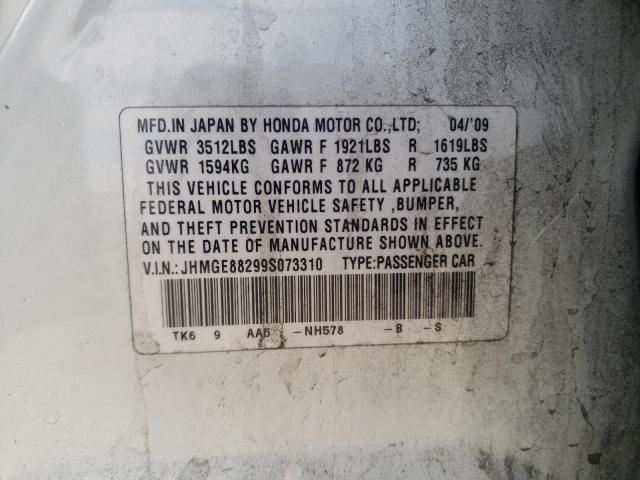 MFD.IN JAPAN BY HONDA MOTOR CO.,LTD; 04/'09
GVWR 3512LBS GAWR F 1921LBS R 1619LBS
GVWR 1594KG GAWR F 872 KG R 735 KG
THIS VEHICLE CONFORMS TO ALL APPLICABLE
FEDERAL MOTOR VEHICLE SAFETY ,BUMPER,
AND THEFT PREVENTION STANDARDS IN EFFECT
ON THE DATE OF MANUFACTURE SHOWN ABOVE.
V.I.N.:JHMGE88299S073310 TYPE:PASSENGER CAR
TK6 9 AA5 -NH578 -B -S